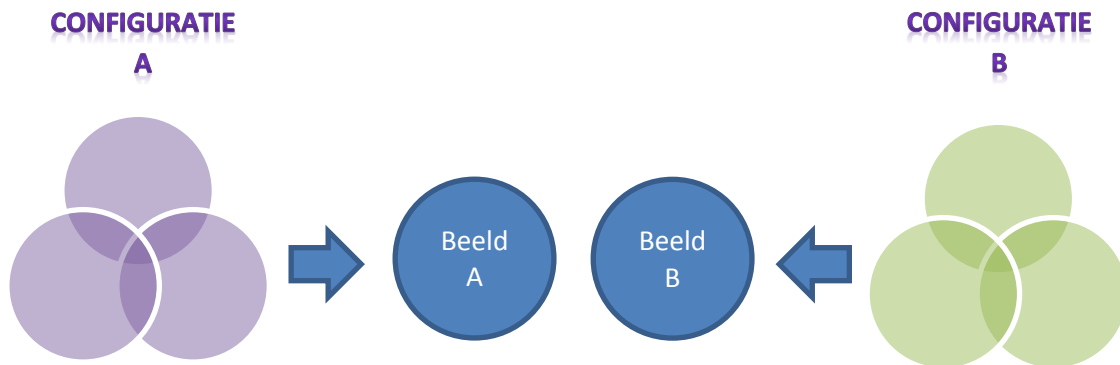 CONFIGURATIE
A
CONFIGURATIE
B
Beeld
A
Beeld
B